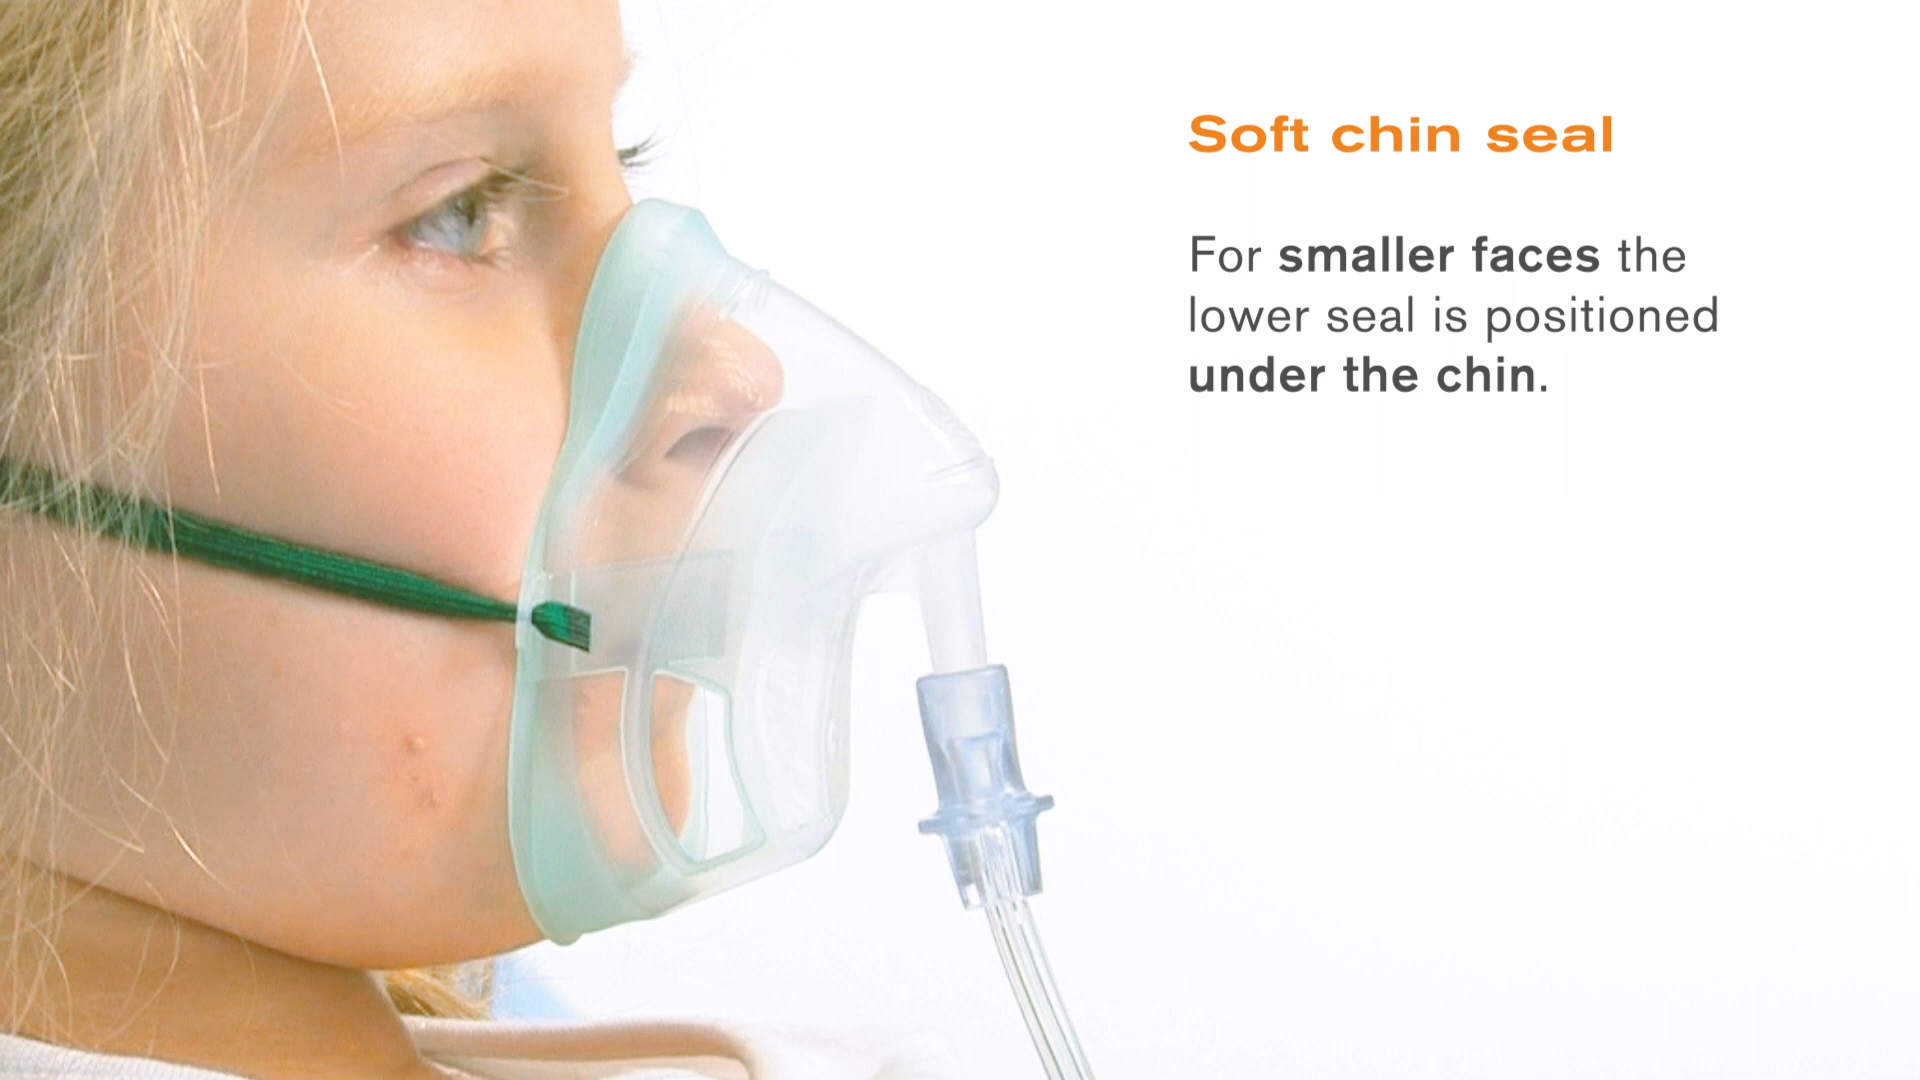 Soft chin seal
For smaller faces the
lower seal is positioned
under the chin.